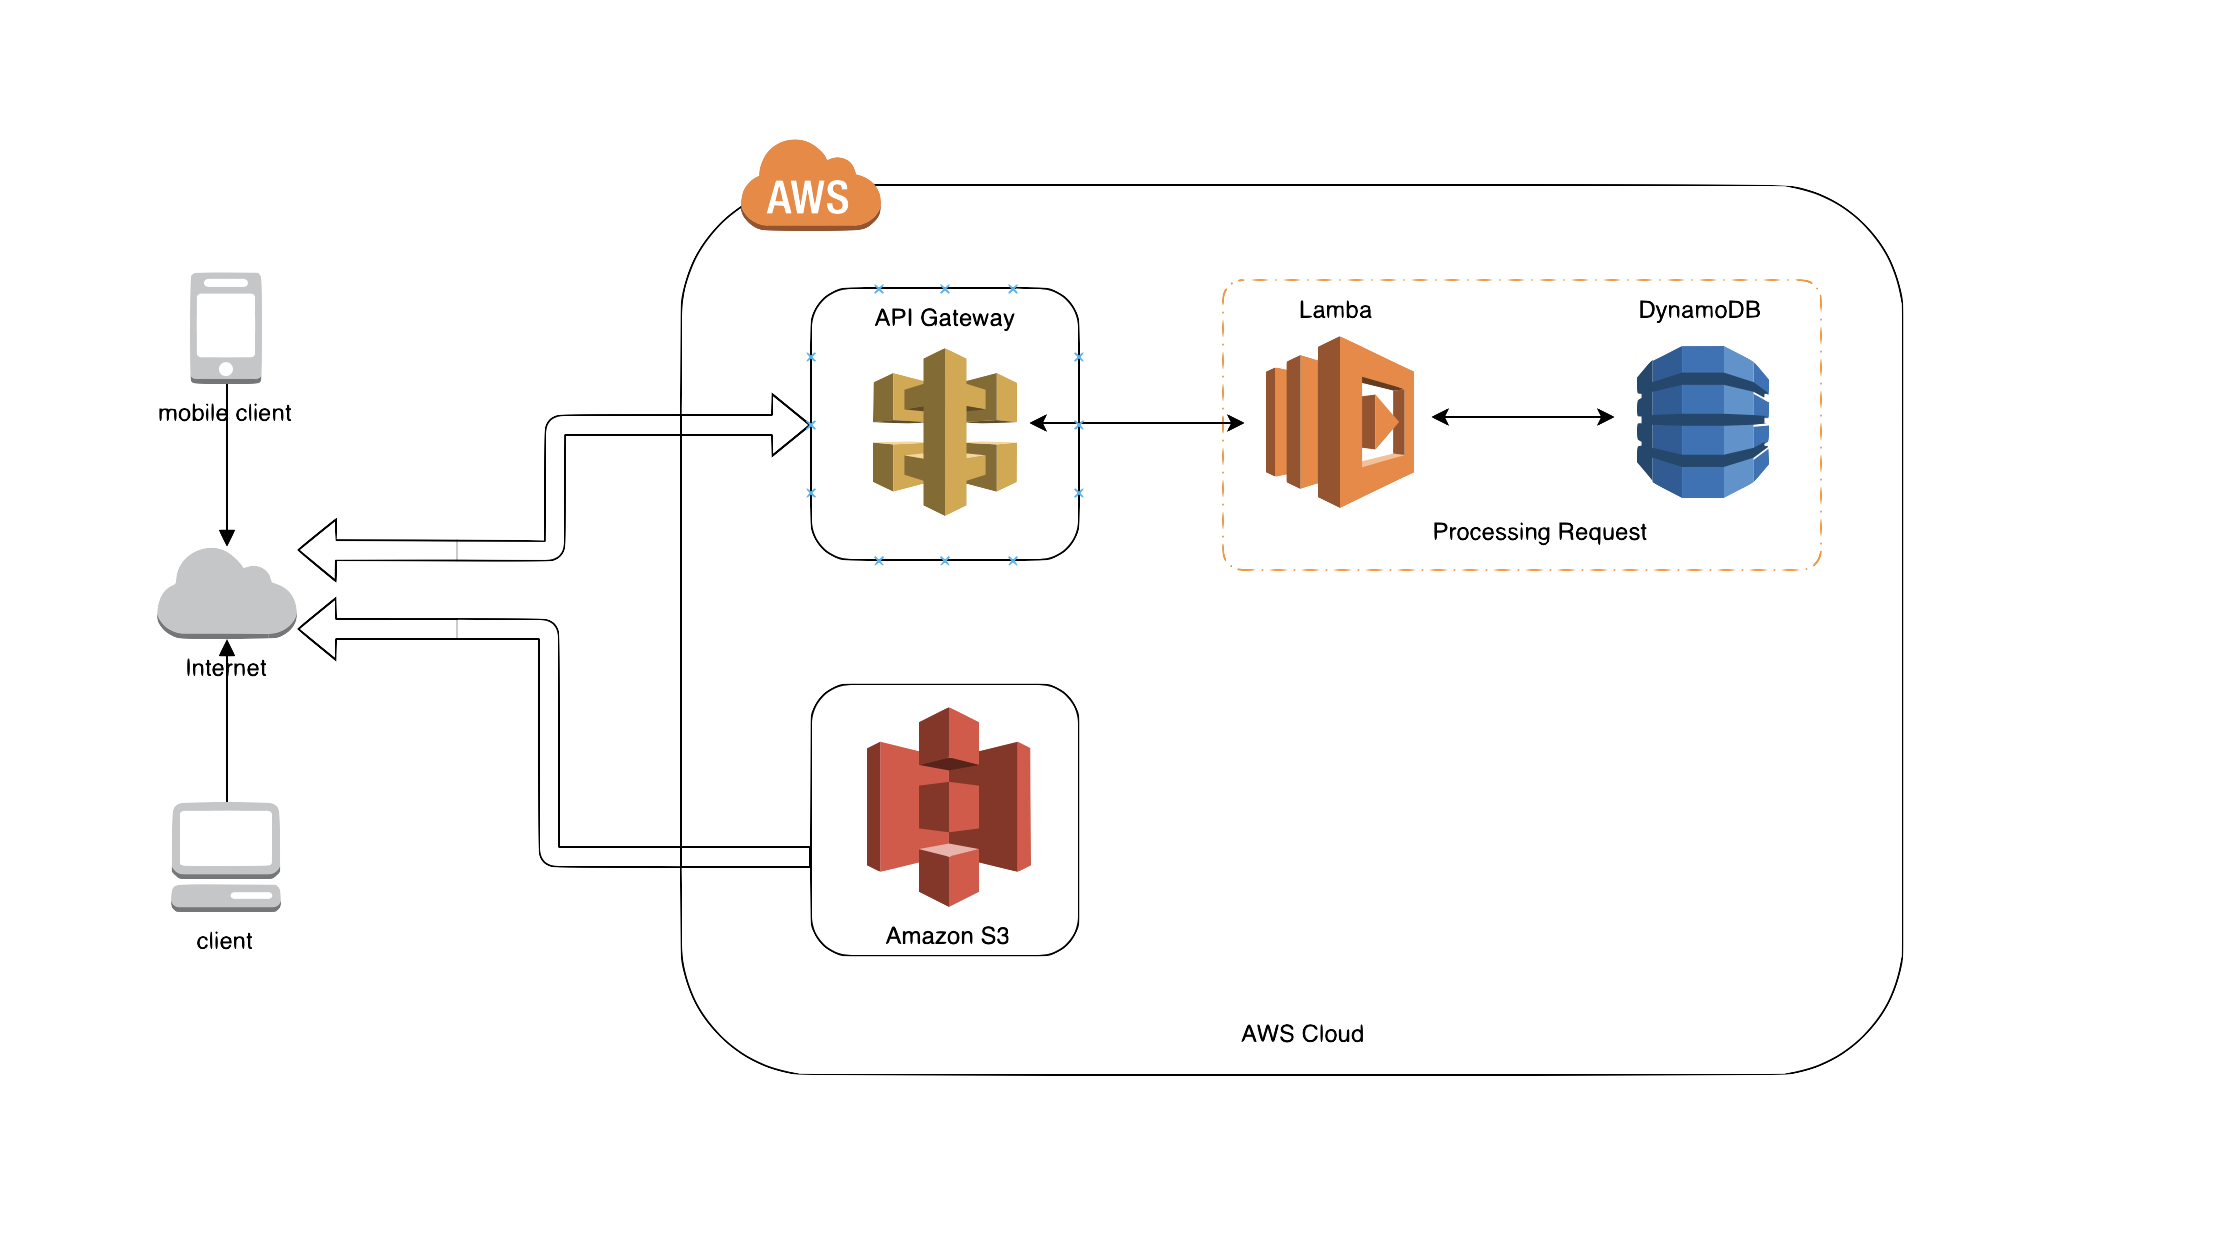 AWS
API Gateway
Lamba
DynamoDB
mobile client
Processing Request
Internet
Amazon S3
client
AWS Cloud